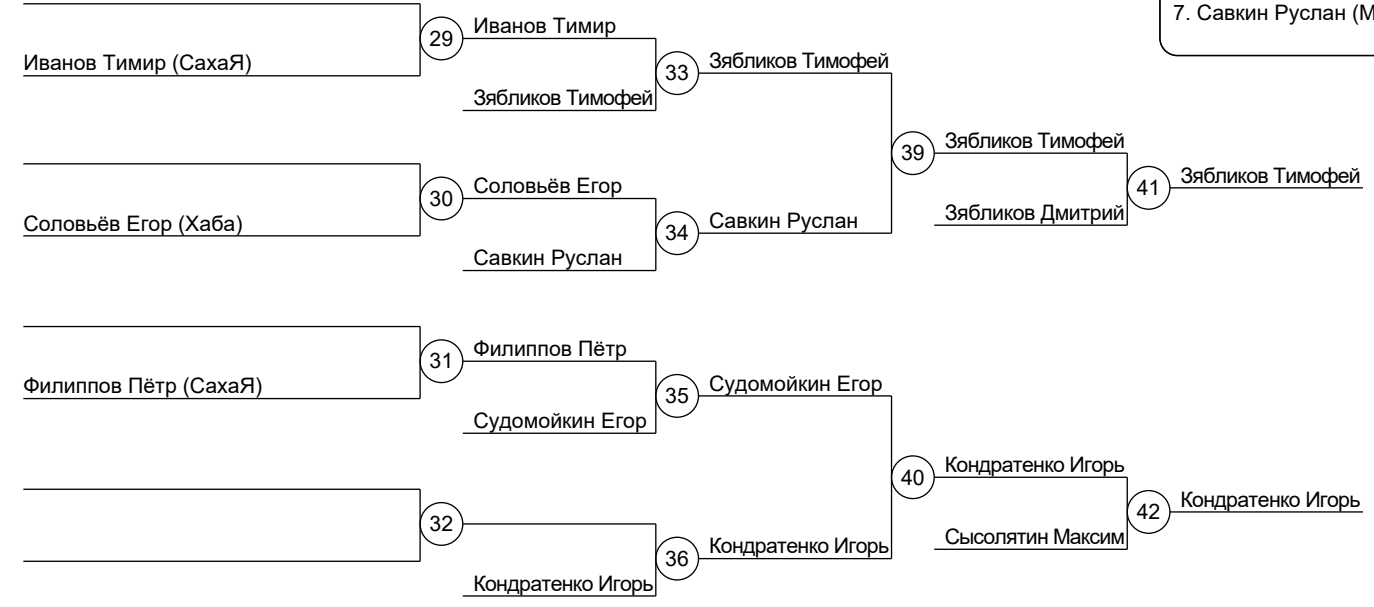 7. Савкин Руслан (М
Иванов Тимир
29
Иванов Тимир (СахаЯ)
Зябликов Тимофей
33
Зябликов Тимофей
Зябликов Тимофей
39
Зябликов Тимофей
41
Соловьёв Егор
30
Соловьёв Егор (Хаба)
Савкин Руслан
34
Зябликов Дмитрий
Савкин Руслан
Филиппов Пётр
31
Филиппов Пётр (СахаЯ)
Судомойкин Егор
35
Судомойкин Егор
Кондратенко Игорь
40
Кондратенко Игорь
42
32
Сысолятин Максим
Кондратенко Игорь
36
Кондратенко Игорь